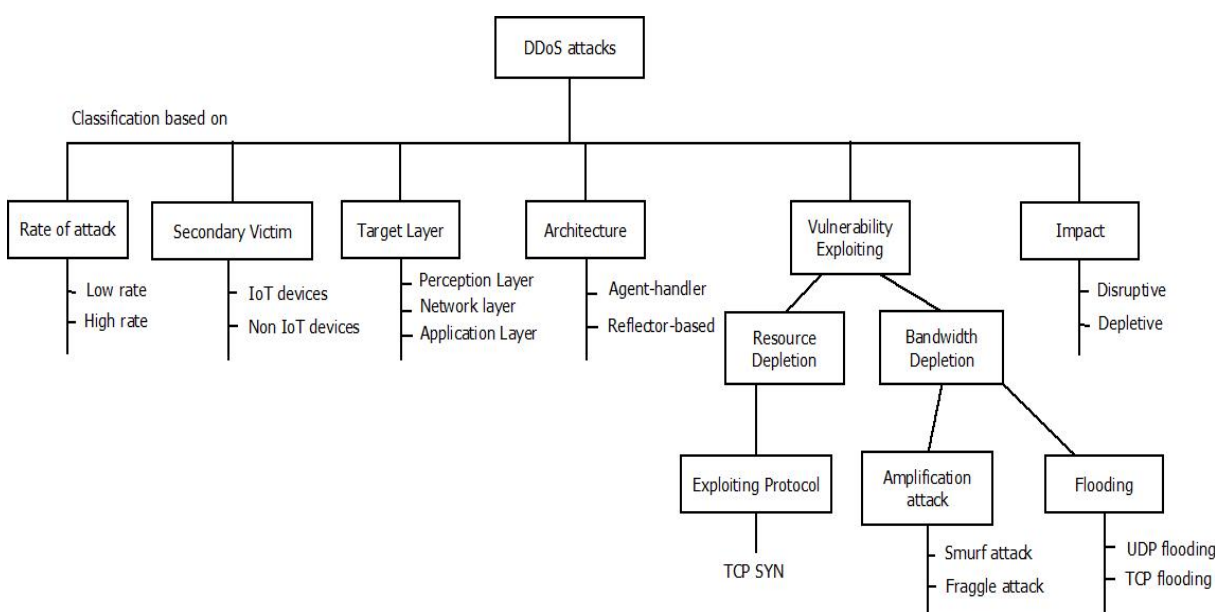 DDoS attacks
Classification based on
Rate of attack
Low rate
High rate
Secondary Victim
IoT devices
Non IoT devices
Target Layer
Perception Layer
Network layer
Application Layer
Architecture
Agent-handler
Reflector-based
Vulnerability
Exploiting
Resource
Depletion
Exploiting Protocol
TCP SYN
Bandwidth
Depletion
Amplification
attack
Smurf attack
Fraggle attack
Flooding
UDP flooding
TCP flooding
Impact
Disruptive
Depletive